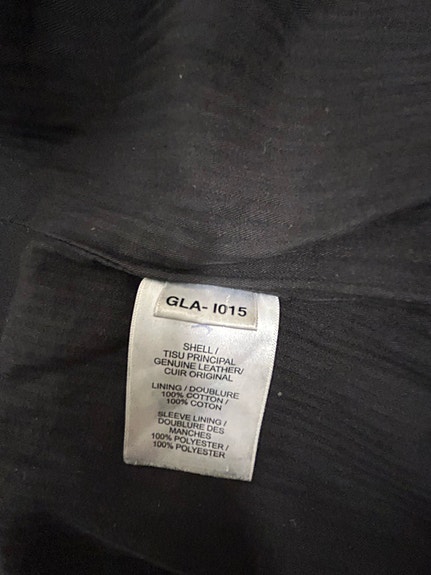 GLA- I015
SHELL /
TISU PRINCIPAL
GENUINE LEATHER/
CUIR ORIGINAL
LINING / DOUBLURE
100% COTTON /
100% COTON
SLEEVE LINING /
DOUBLURE DES
MANCHES
100% POLYESTER /
100% POLYESTER